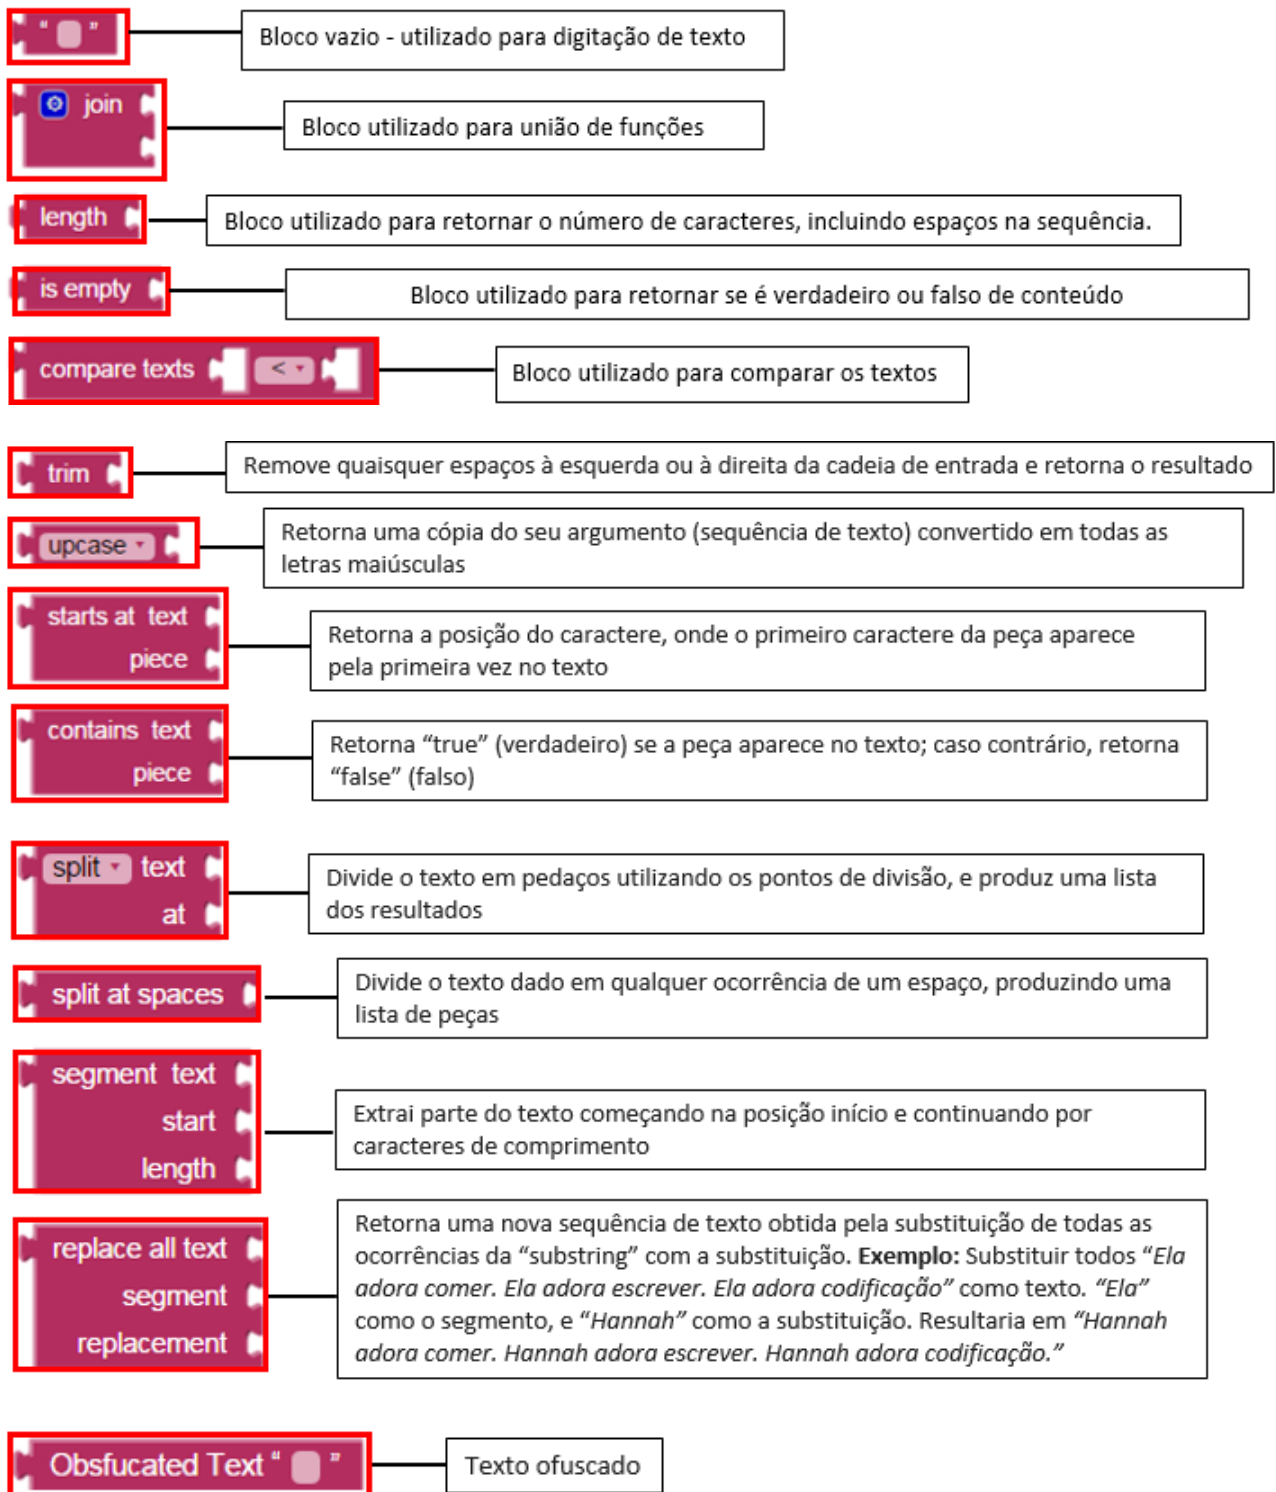 " "
Bloco vazio - utilizado para digitação de texto
join
Bloco utilizado para união de funções
length
Bloco utilizado para retornar o número de caracteres, incluindo espaços na sequência.
is empty
Bloco utilizado para retornar se é verdadeiro ou falso de conteúdo
compare texts <
Bloco utilizado para comparar os textos
trim
Remove quaisquer espaços à esquerda ou à direita da cadeia de entrada e retorna o resultado
upcase
Retorna uma cópia do seu argumento (sequência de texto) convertido em todas as
letras maiúsculas
starts at text
piece
Retorna a posição do caractere, onde o primeiro caractere da peça aparece
pela primeira vez no texto
contains text
piece
Retorna “true” (verdadeiro) se a peça aparece no texto; caso contrário, retorna
“false” (falso)
split text
at
Divide o texto em pedaços utilizando os pontos de divisão, e produz uma lista
dos resultados
split at spaces
Divide o texto dado em qualquer ocorrência de um espaço, produzindo uma
lista de peças
segment text
start
length
Extrai parte do texto começando na posição início e continuando por
caracteres de comprimento
replace all text
segment
replacement
Retorna uma nova sequência de texto obtida pela substituição de todas as
ocorrências da “substring” com a substituição. Exemplo: Substituir todos “Ela
adora comer. Ela adora escrever. Ela adora codificação” como texto. “Ela”
como o segmento, e “Hannah” como a substituição. Resultaria em “Hannah
adora comer. Hannah adora escrever. Hannah adora codificação.”
Obsfucated Text “ ”
Texto ofuscado